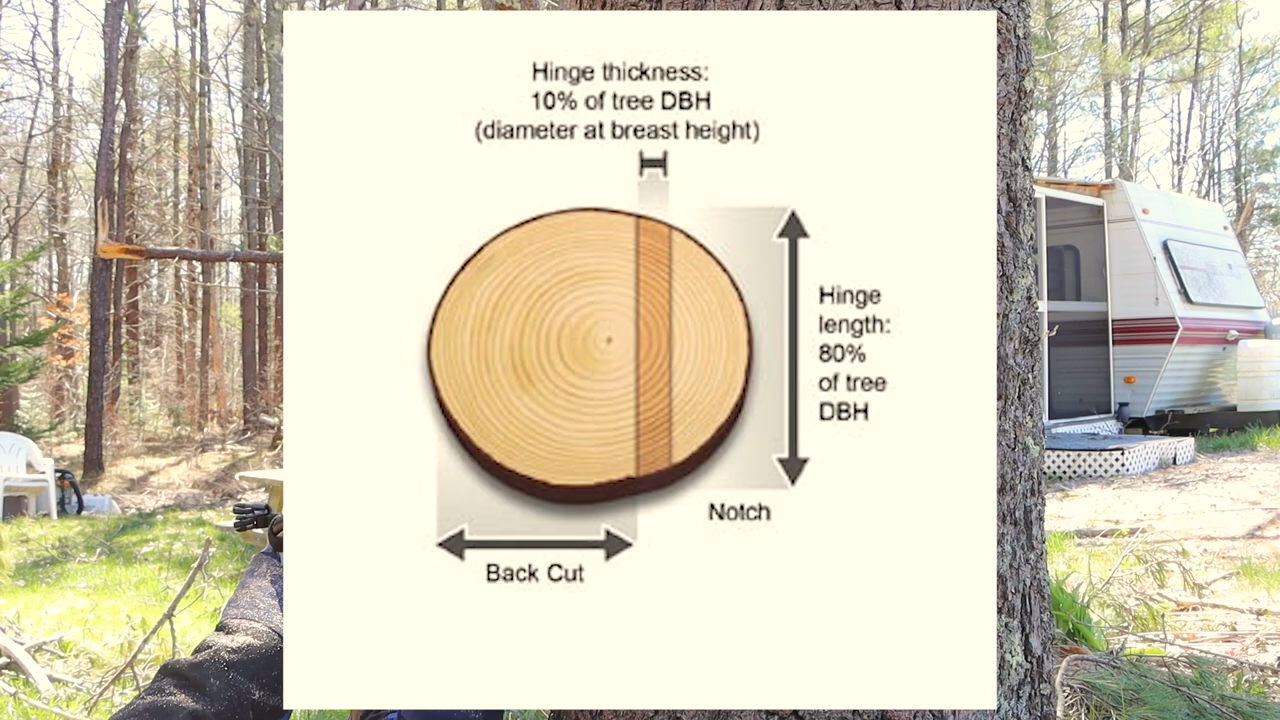 Hinge thickness:
10% of tree DBH
(diameter at breast height)
Hinge
length:
80%
of tree
DBH
Notch
Back Cut